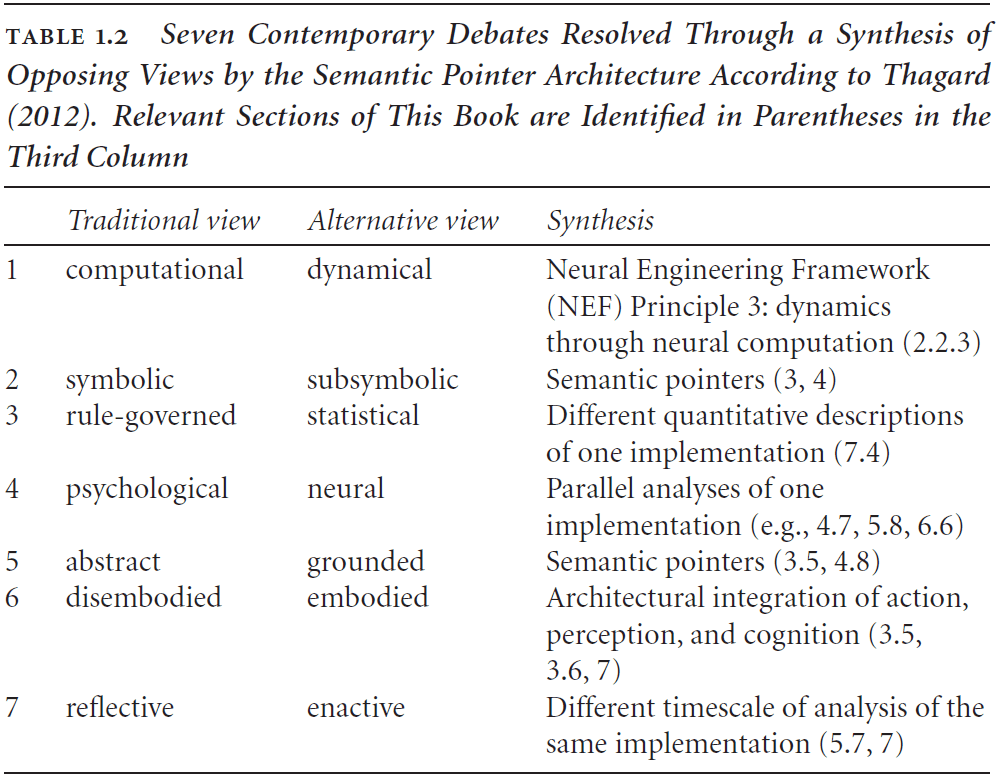 TABLE 1.2 Seven Contemporary Debates Resolved Through a Synthesis of
Opposing Views by the Semantic Pointer Architecture According to Thagard
(2012). Relevant Sections of This Book are Identified in Parentheses in the
Third Column
Traditional view Alternative view Synthesis
1 computational dynamical Neural Engineering Framework
(NEF) Principle 3: dynamics
through neural computation (2.2.3)
2 symbolic subsymbolic Semantic pointers (3, 4)
3 rule-governed statistical Different quantitative descriptions
of one implementation (7.4)
4 psychological neural Parallel analyses of one
implementation (e.g., 4.7, 5.8, 6.6)
5 abstract grounded Semantic pointers (3.5, 4.8)
6 disembodied embodied Architectural integration of action,
perception, and cognition (3.5,
3.6, 7)
7 reflective enactive Different timescale of analysis of the
same implementation (5.7, 7)